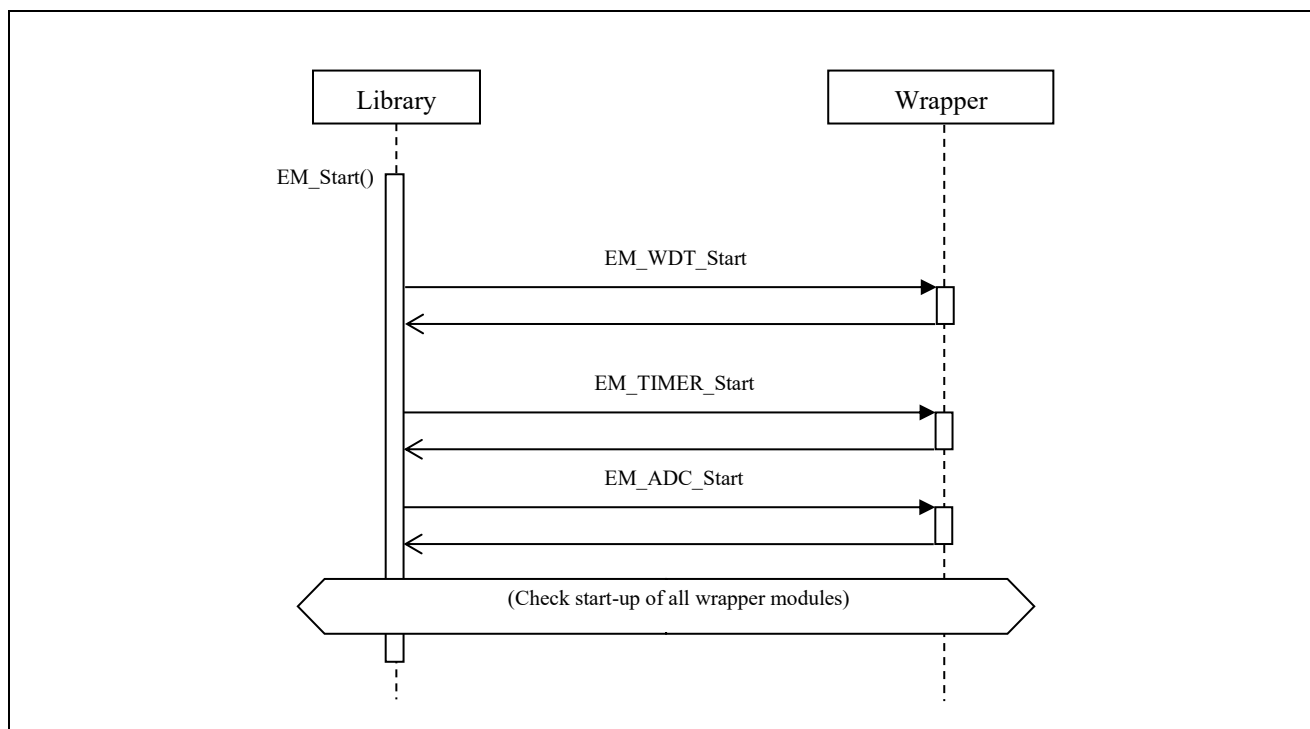 Library
Wrapper
EM_Start()
EM_WDT_Start
EM_TIMER_Start
EM_ADC_Start
(Check start-up of all wrapper modules)